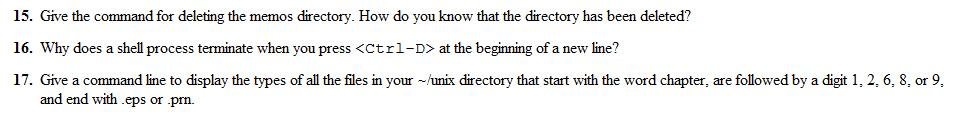 15. Give the command for deleting the memos directory. How do you know that the directory has been deleted?
16. Why does a shell process terminate when you press <Ctrl-D> at the beginning of a new line?
17. Give a command line to display the types of all the files in your ~/unix directory that start with the word chapter, are followed by a digit 1, 2, 6, 8, or 9,
and end with .eps or .prn.